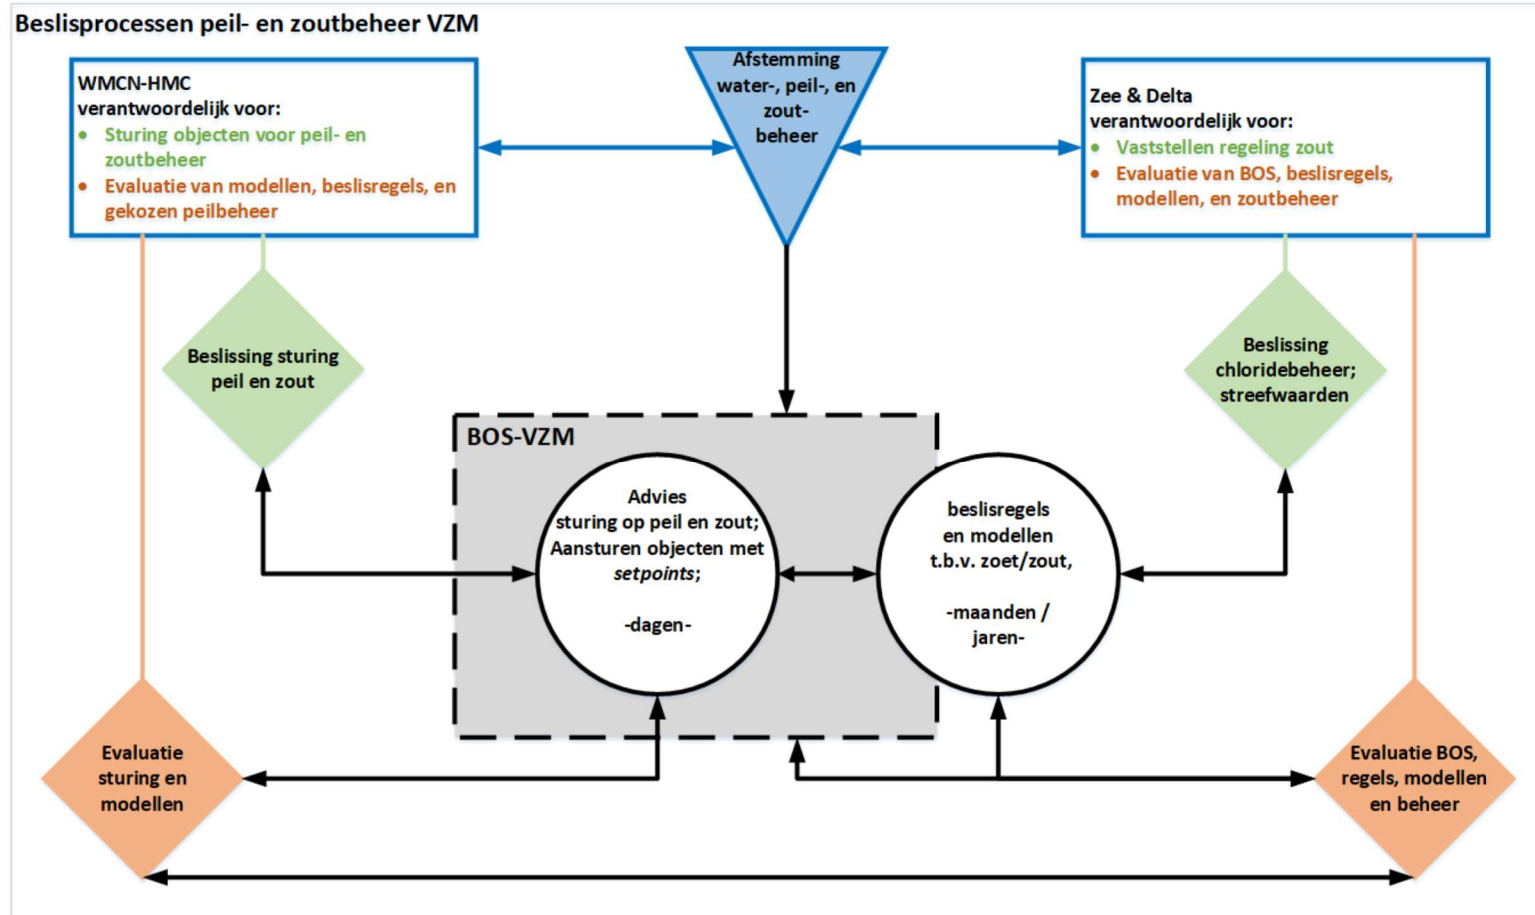 Beslisprocessen peil- en zoutbeheer VZM
WMCN-HMC
verantwoordelijk voor:
• Sturing objecten voor peil- en
zoutbeheer
• Evaluatie van modellen, beslisregels, en
gekozen peilbeheer
Afstemming
water-, peil-, en
zout-
beheer
Zee & Delta
verantwoordelijk voor:
• Vaststellen regeling zout
• Evaluatie van BOS, beslisregels,
modellen, en zoutbeheer
Beslissing sturing
peil en zout
Beslissing
chloridebeheer;
streefwaarden
BOS-VZM
Advies
sturing op peil en zout;
Aansturen objecten met
setpoints;
-dagen-
beslisregels
en modellen
t.b.v. zoet/zout,
-maanden /
jaren-
Evaluatie
sturing en
modellen
Evaluatie BOS,
regels, modellen
en beheer